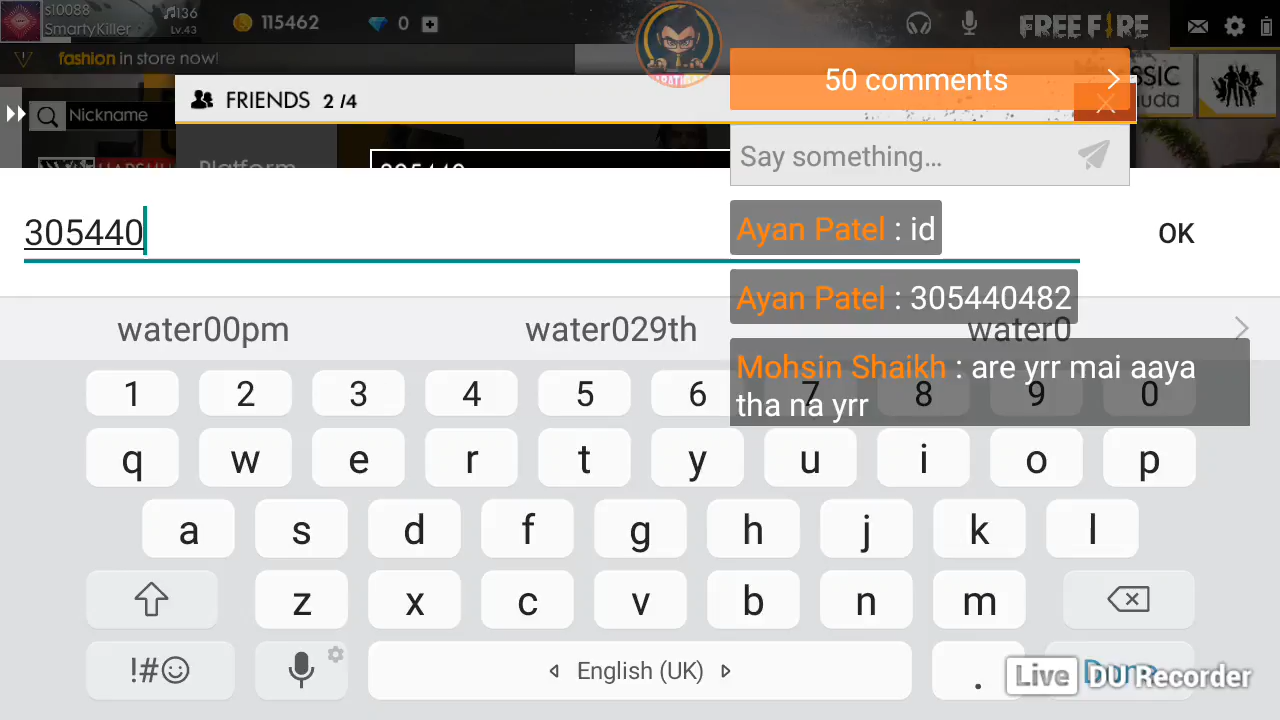 s10088
SmartyKiller
136
Lv.43
115462
0
FREE FIRE
fashion in store now!
50 comments
FRIENDS 2 /4
Nickname
Platform
305440
Say something...
305440
OK
Ayan Patel : id
Ayan Patel : 305440482
Mohsin Shaikh : are yrr mai aaya
tha na yrr
water00pm water029th water0
1 2 3 4 5 6 7 8 9 0
q w e r t y u i o p
a s d f g h j k l
z x c v b n m
!#☺ English (UK) .
Live DU Recorder